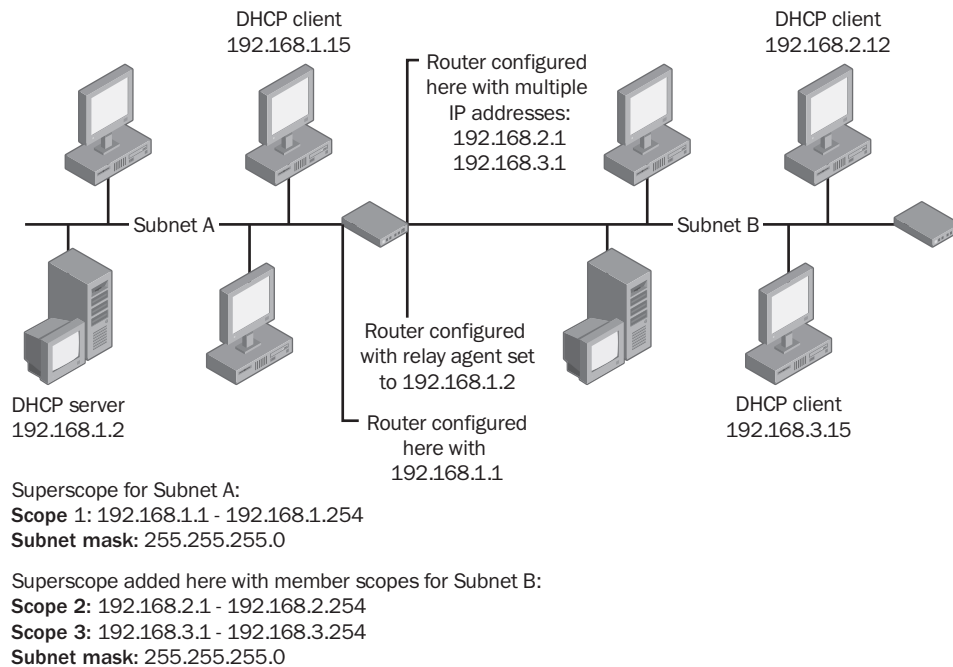 DHCP client
192.168.1.15
DHCP client
192.168.2.12
Router configured
here with multiple
IP addresses:
192.168.2.1
192.168.3.1
Subnet A
Subnet B
Router configured
with relay agent set
to 192.168.1.2
DHCP server
192.168.1.2
DHCP client
192.168.3.15
Router configured
here with
192.168.1.1
Superscope for Subnet A:
Scope 1: 192.168.1.1 - 192.168.1.254
Subnet mask: 255.255.255.0
Superscope added here with member scopes for Subnet B:
Scope 2: 192.168.2.1 - 192.168.2.254
Scope 3: 192.168.3.1 - 192.168.3.254
Subnet mask: 255.255.255.0